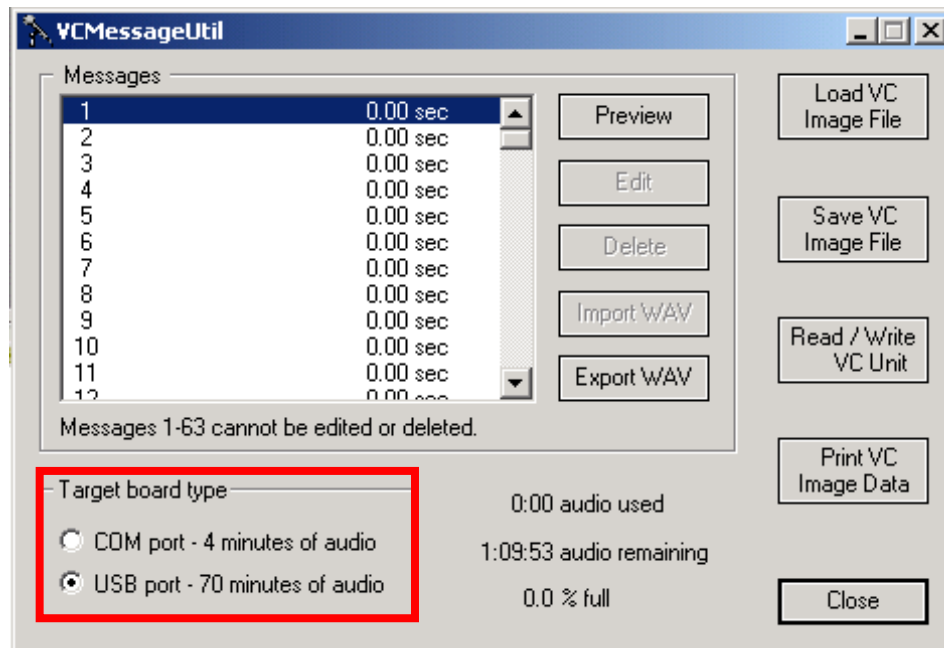 VCMessageUtil
Messages
1 0.00 sec
2 0.00 sec
3 0.00 sec
4 0.00 sec
5 0.00 sec
6 0.00 sec
7 0.00 sec
8 0.00 sec
9 0.00 sec
10 0.00 sec
11 0.00 sec
12 0.00 sec
Messages 1-63 cannot be edited or deleted.
Preview
Edit
Delete
Import WAV
Export WAV
Load VC
Image File
Save VC
Image File
Read / Write
VC Unit
Print VC
Image Data
Close
Target board type
COM port - 4 minutes of audio
USB port - 70 minutes of audio
0:00 audio used
1:09:53 audio remaining
0.0 % full